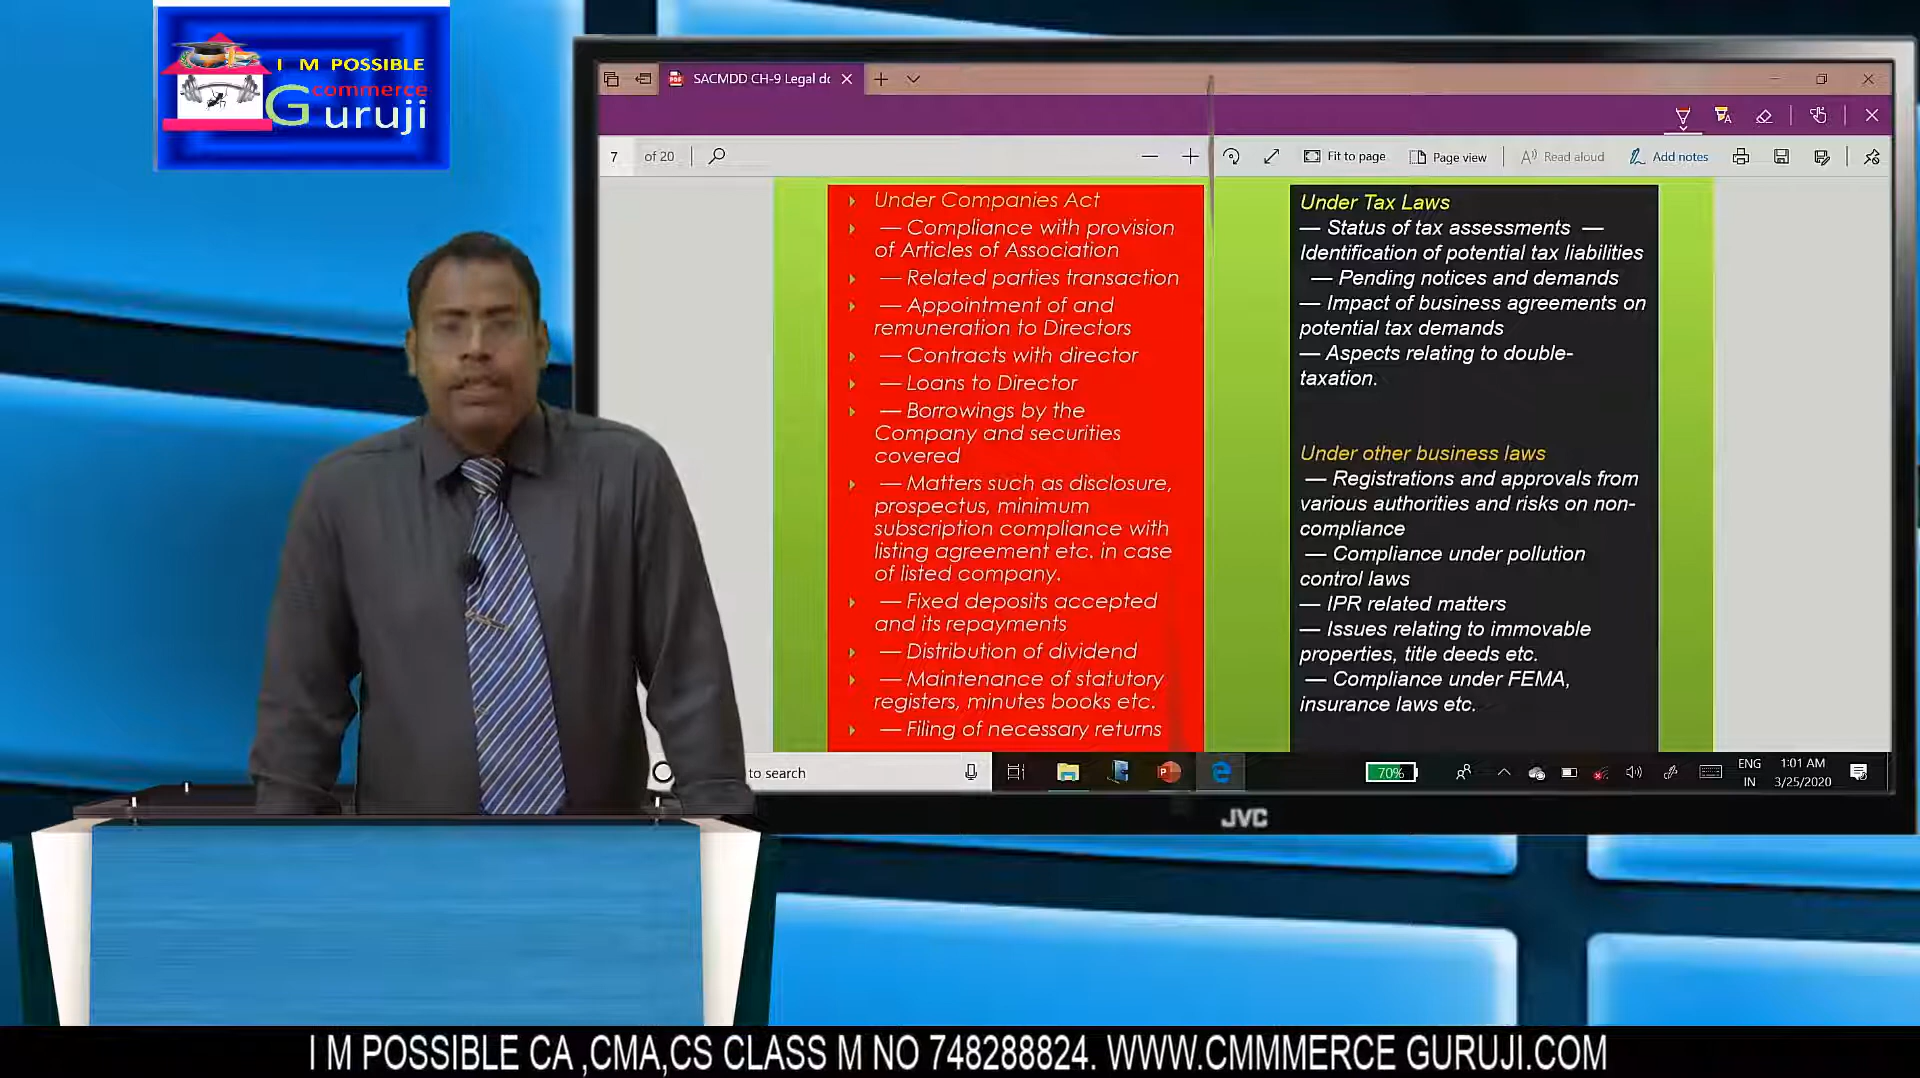 I M POSSIBLE
commerce
Guruji
SACMDD CH-9 Legal dc
7 of 20
Fit to page
Page view
Read aloud
Add notes
Under Companies Act
— Compliance with provision
of Articles of Association
— Related parties transaction
— Appointment of and
remuneration to Directors
— Contracts with director
— Loans to Director
— Borrowings by the
Company and securities
covered
— Matters such as disclosure,
prospectus, minimum
subscription compliance with
listing agreement etc. in case
of listed company.
— Fixed deposits accepted
and its repayments
— Distribution of dividend
— Maintenance of statutory
registers, minutes books etc.
— Filing of necessary returns
Under Tax Laws
— Status of tax assessments —
Identification of potential tax liabilities
— Pending notices and demands
— Impact of business agreements on
potential tax demands
— Aspects relating to double-
taxation.
Under other business laws
— Registrations and approvals from
various authorities and risks on non-
compliance
— Compliance under pollution
control laws
— IPR related matters
— Issues relating to immovable
properties, title deeds etc.
— Compliance under FEMA,
insurance laws etc.
to search
70%
ENG
IN
1:01 AM
3/25/2020
JVC
I M POSSIBLE CA ,CMA,CS CLASS M NO 748288824. WWW.CMMMERCE GURUJI.COM